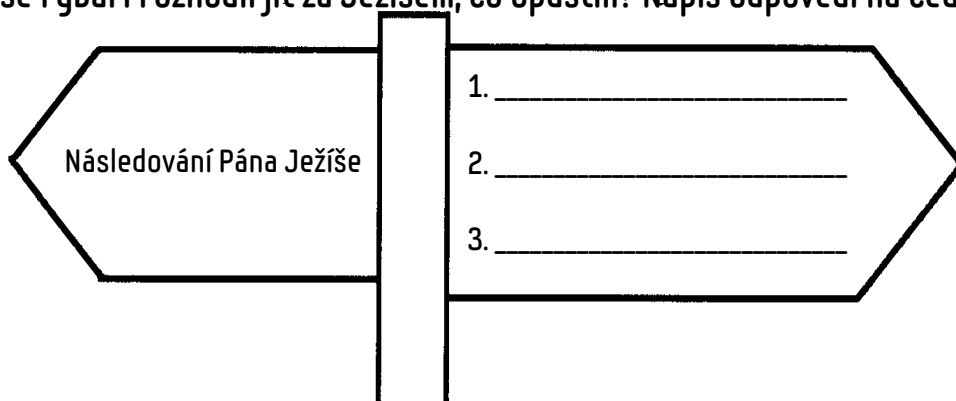 se rybáři rozhodli jít za Ježíšem, co opustili? Napiš odpovědi na
Následování Pána Ježíše
1.
2.
3.